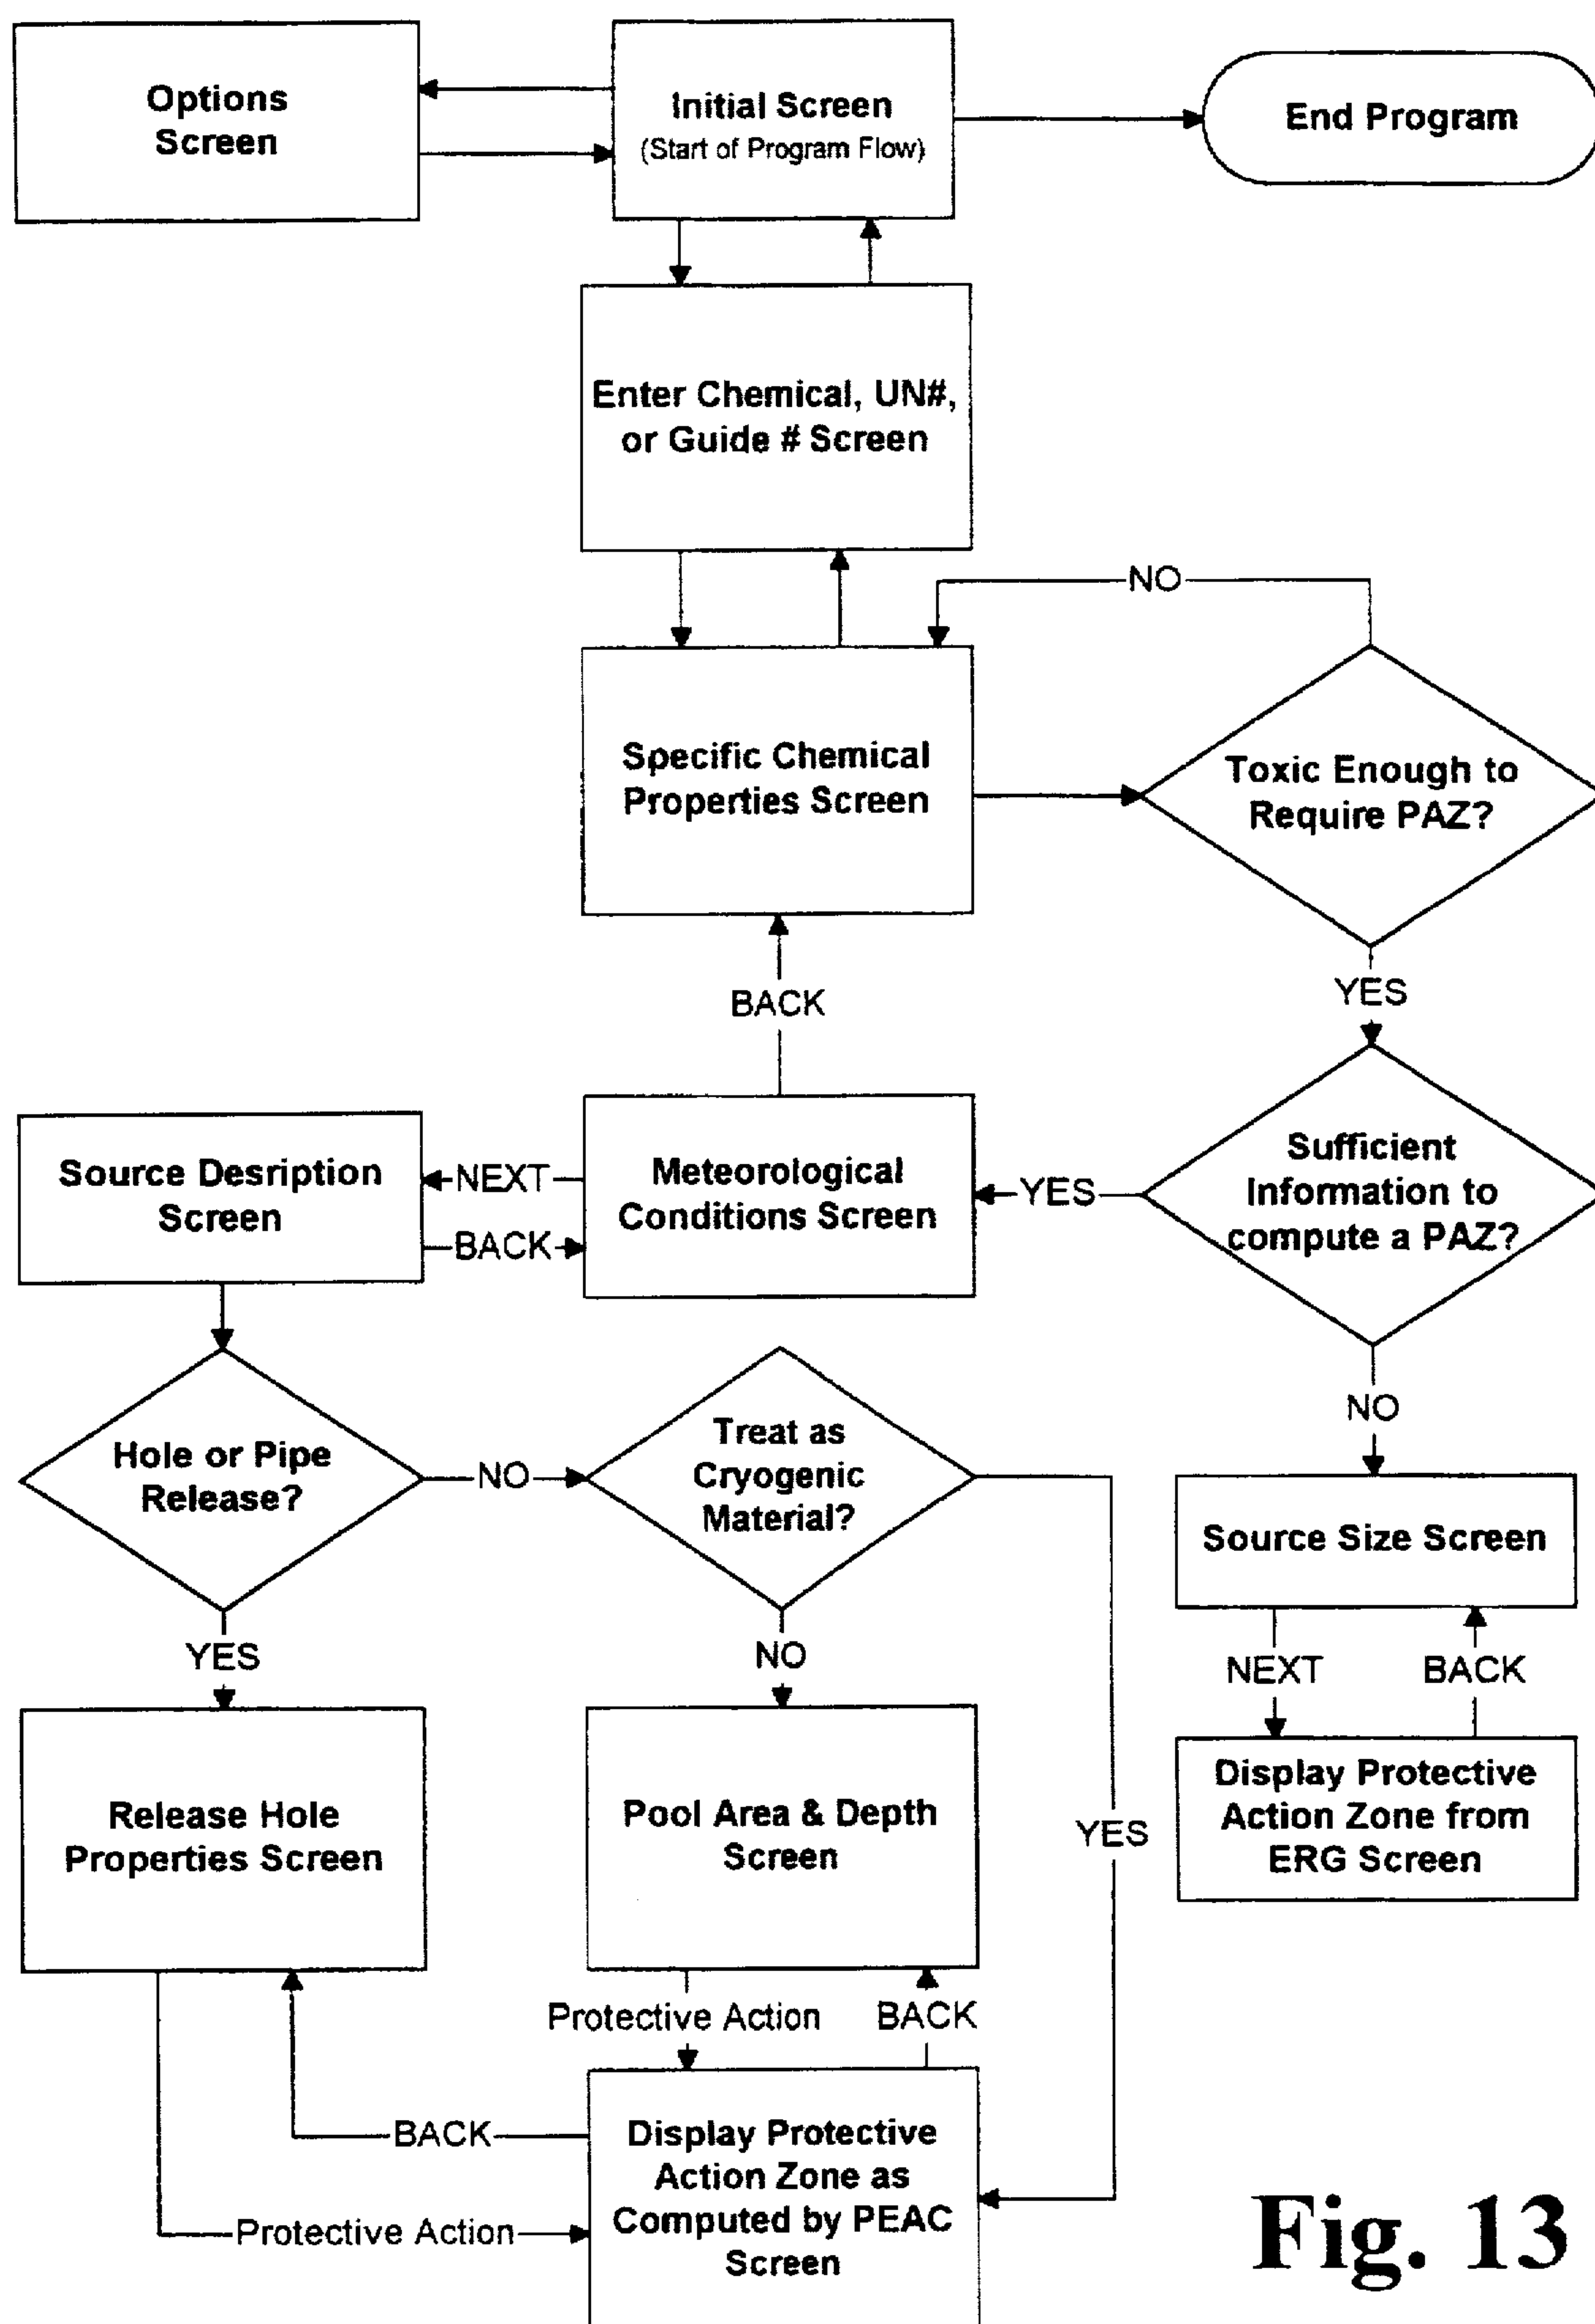 Options
Screen
Initial Screen
(Start of Program Flow)
End Program
Enter Chemical, UN#,
or Guide # Screen
NO
Specific Chemical
Properties Screen
Toxic Enough to
Require PAZ?
BACK
YES
Source Desription
Screen
NEXT
BACK
Meteorological
Conditions Screen
YES
Sufficient
Information to
compute a PAZ?
NO
Hole or Pipe
Release?
NO
Treat as
Cryogenic
Material?
Source Size Screen
YES
NO
NEXT
BACK
Release Hole
Properties Screen
Pool Area & Depth
Screen
YES
Display Protective
Action Zone from
ERG Screen
Protective Action
BACK
BACK
Display Protective
Action Zone as
Computed by PEAC
Screen
Protective Action
Fig. 13